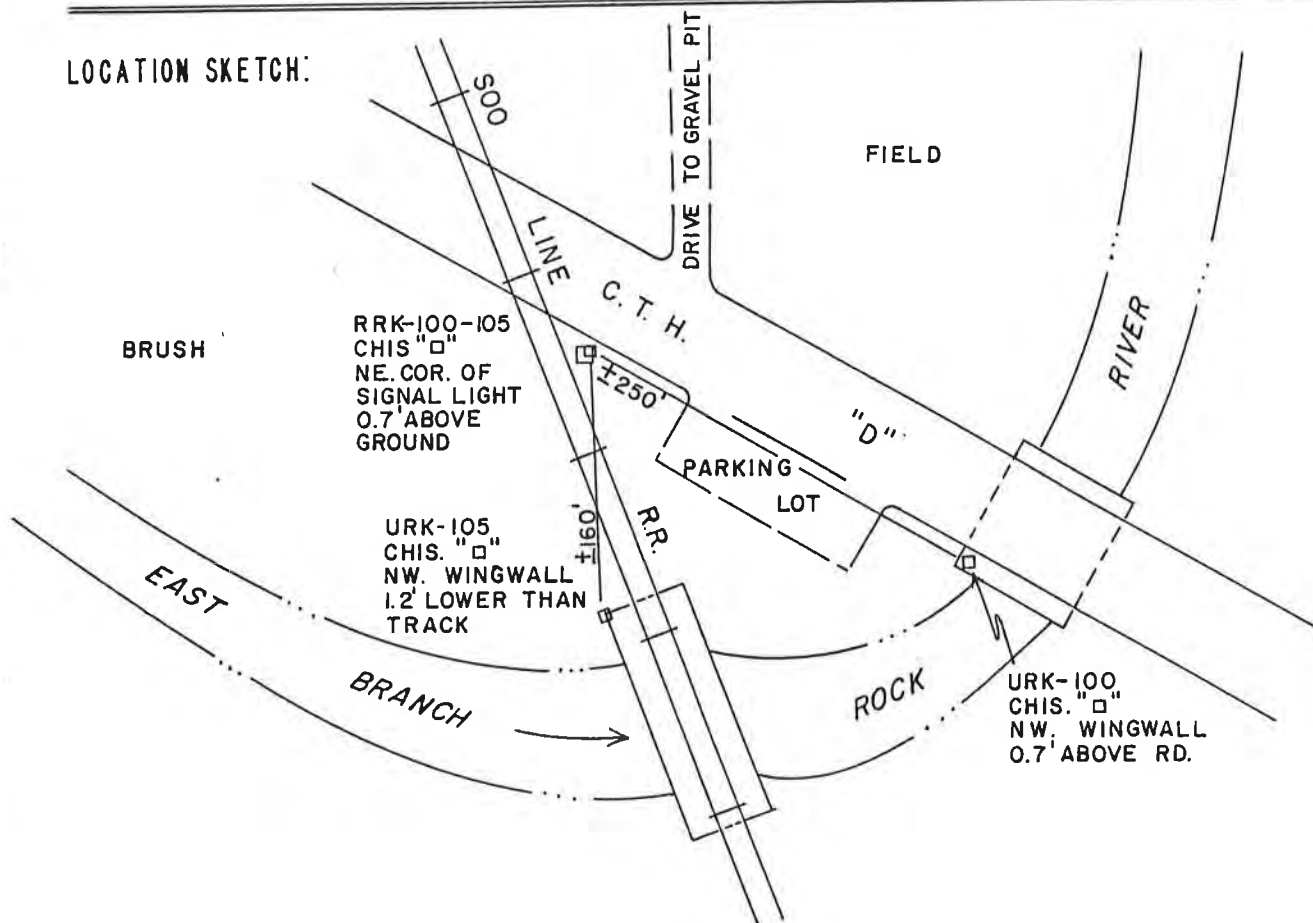 LOCATION SKETCH:
SOO
LINE
R.R.
DRIVE TO GRAVEL PIT
FIELD
C. T. H.
"D"
BRUSH
RRK-100-105
CHIS "□"
NE. COR. OF
SIGNAL LIGHT
0.7' ABOVE
GROUND
±250'
RIVER
PARKING
LOT
URK-105
CHIS. "□"
NW. WINGWALL
1.2' LOWER THAN
TRACK
±160'
EAST
BRANCH
ROCK
URK-100
CHIS. "□"
NW. WINGWALL
0.7' ABOVE RD.